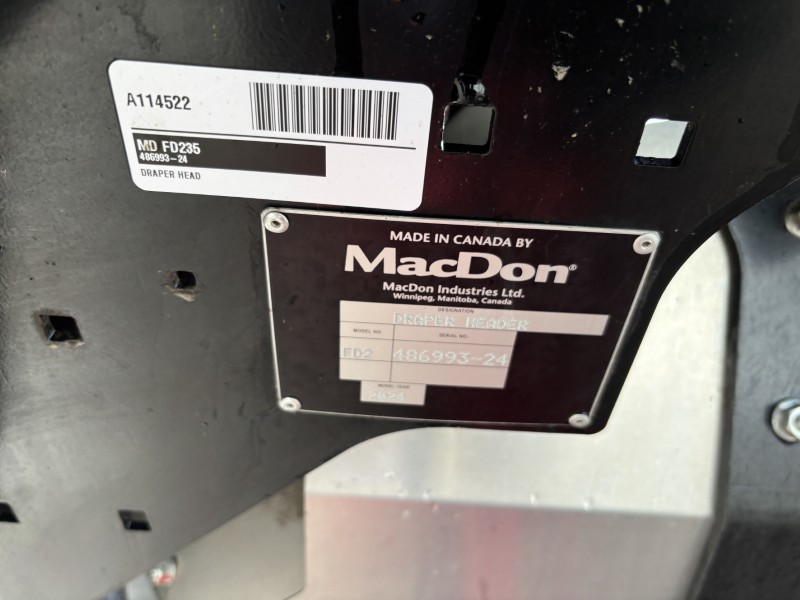 A114522
MD FD235
486993-24
DRAPER HEAD
MADE IN CANADA BY
MacDon®
MacDon Industries Ltd.
Winnipeg, Manitoba, Canada
DESIGNATION
DRAPER HEADER
MODEL NO. SERIAL NO.
FD2 486993-24
MODEL YEAR